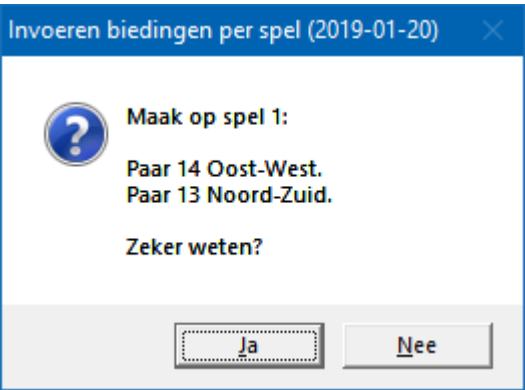 Invoeren biedingen per spel (2019-01-20)
Maak op spel 1:
Paar 14 Oost-West.
Paar 13 Noord-Zuid.
Zeker weten?
Ja
Nee